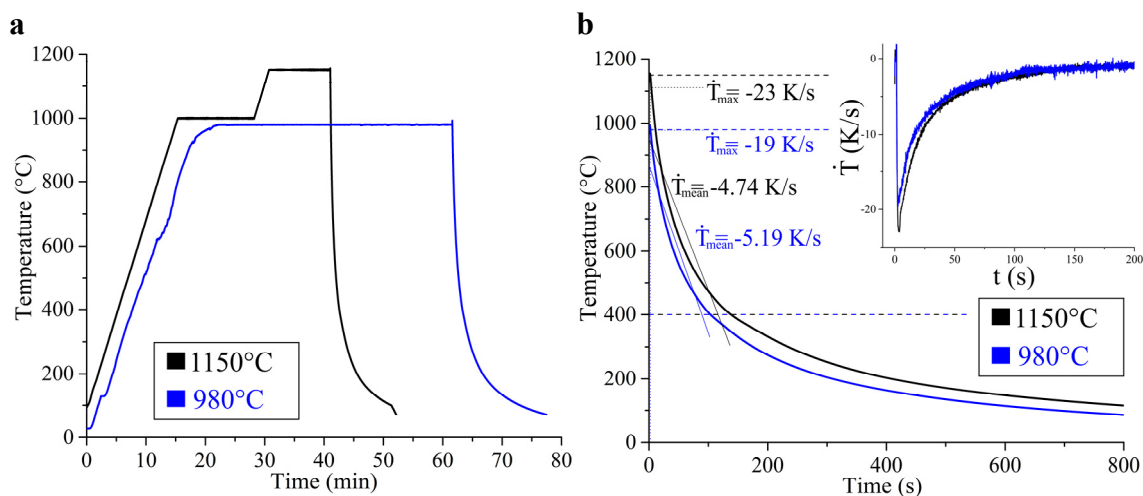 a
1200
1000
800
600
400
200
0
Temperature (°C)
0 10 20 30 40 50 60 70 80
Time (min)
1150°C
980°C
b
1200
1000
800
600
400
200
0
Temperature (°C)
0 200 400 600 800
Time (s)
Ṫmax= -23 K/s
Ṫmax= -19 K/s
Ṫmean=-4.74 K/s
Ṫmean=-5.19 K/s
1150°C
980°C
0
-10
-20
Ṫ (K/s)
0 50 100 150 200
t (s)